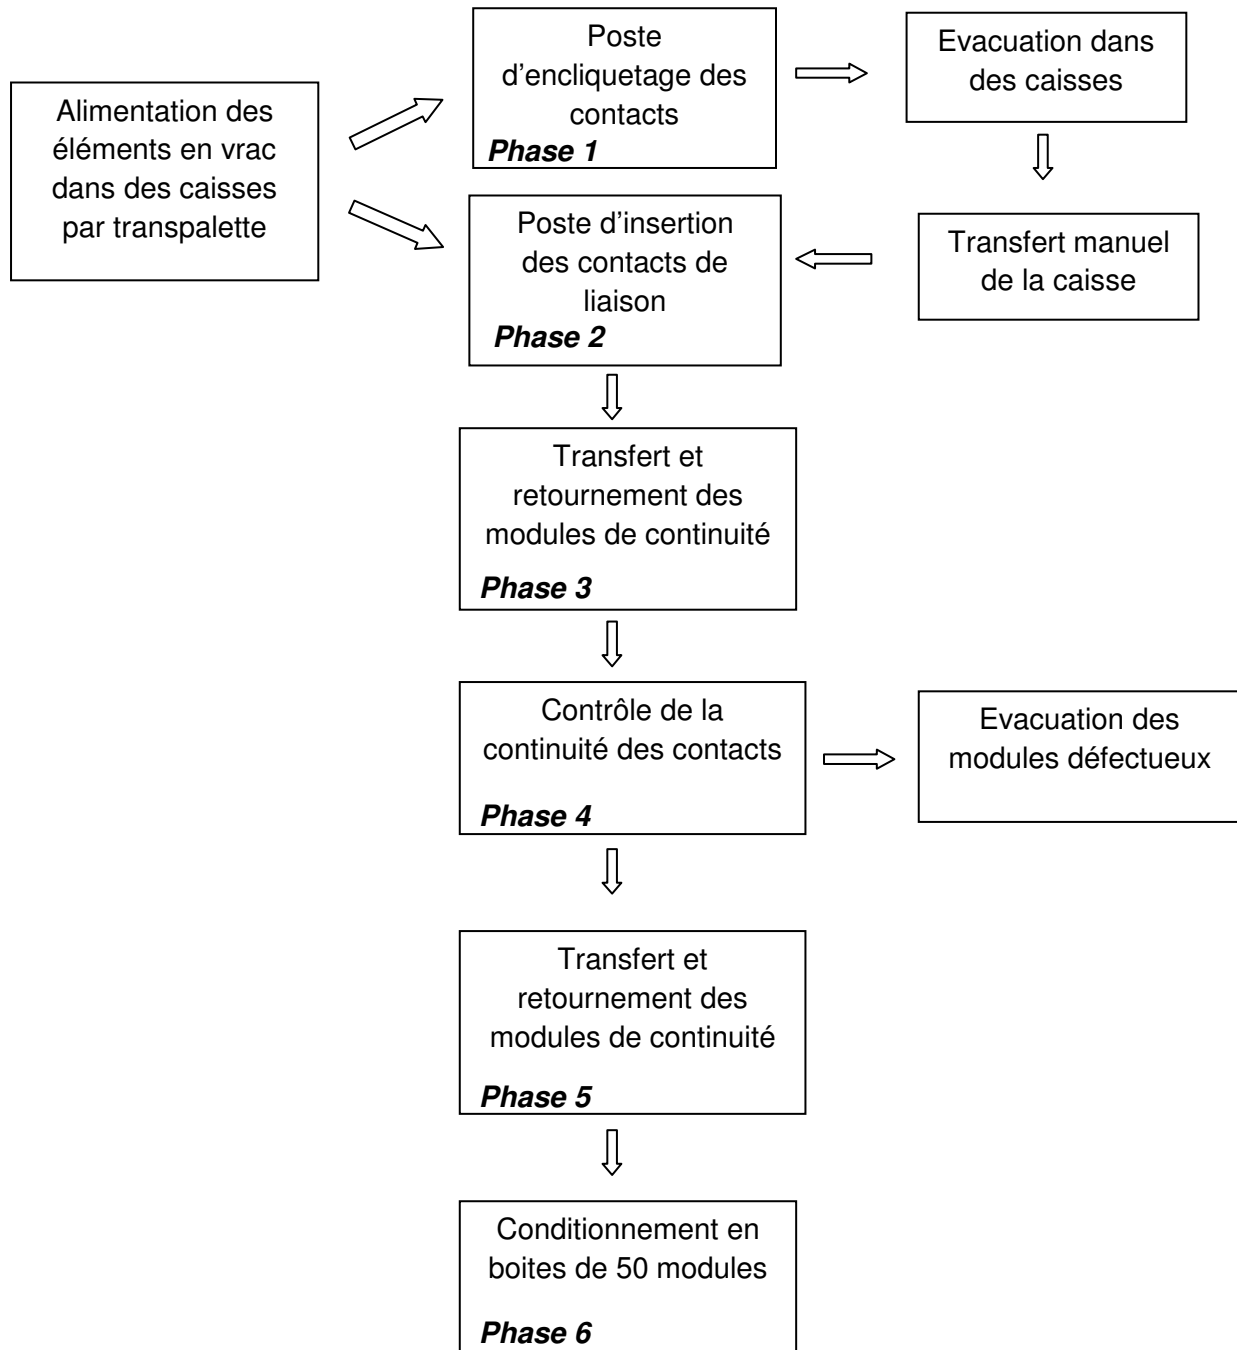 Alimentation des
éléments en vrac
dans des caisses
par transpalette
Poste
d'encliquetage des
contacts
Phase 1
Evacuation dans
des caisses
Transfert manuel
de la caisse
Poste d'insertion
des contacts de
liaison
Phase 2
Transfert et
retournement des
modules de continuité
Phase 3
Contrôle de la
continuité des contacts
Phase 4
Evacuation des
modules défectueux
Transfert et
retournement des
modules de continuité
Phase 5
Conditionnement en
boites de 50 modules
Phase 6